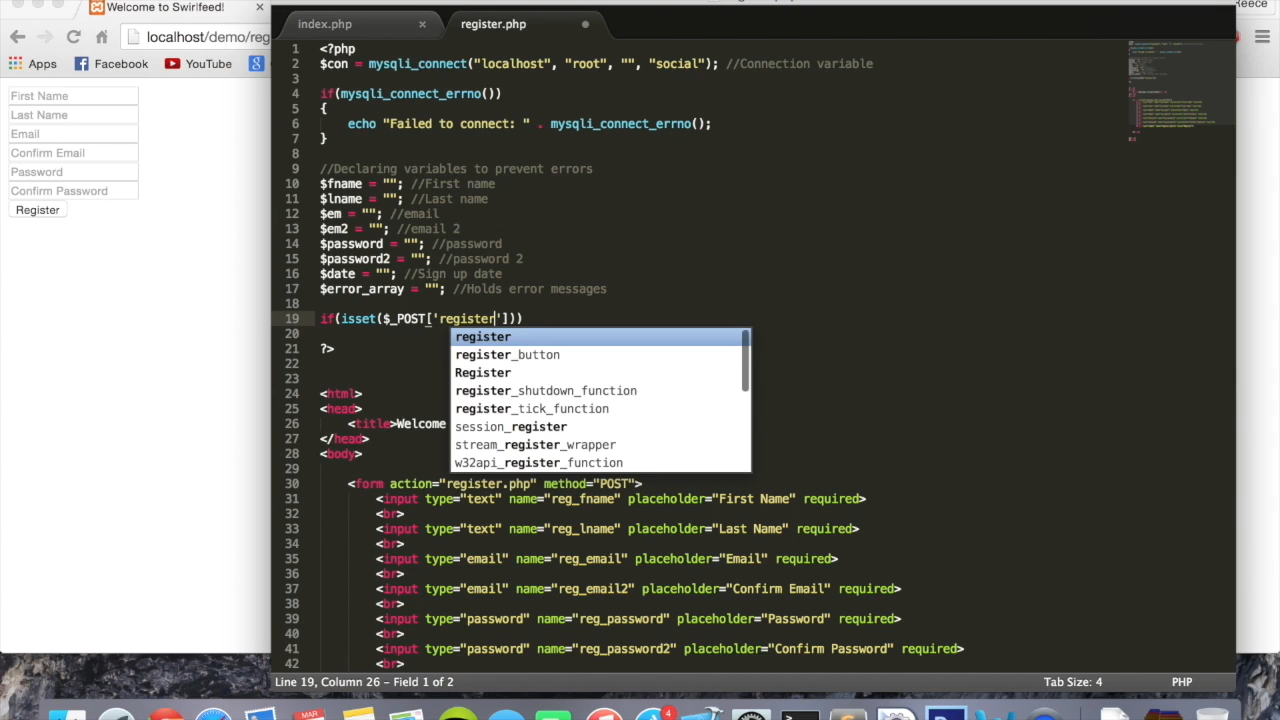 Welcome to Swirlfeed!
localhost/demo/reg
Apps
Facebook
YouTube
First Name
Last Name
Email
Confirm Email
Password
Confirm Password
Register
Reece
index.php
register.php
1 <?php
2 $con = mysqli_connect("localhost", "root", "", "social"); //Connection variable
3
4 if(mysqli_connect_errno())
5 {
6 echo "Failed to connect: " . mysqli_connect_errno();
7 }
8
9 //Declaring variables to prevent errors
10 $fname = ""; //First name
11 $lname = ""; //Last name
12 $em = ""; //email
13 $em2 = ""; //email 2
14 $password = ""; //password
15 $password2 = ""; //password 2
16 $date = ""; //Sign up date
17 $error_array = ""; //Holds error messages
18
19 if(isset($_POST['register']))
20
21 ?>
22
23
24 <html>
25 <head>
26 <title>Welcome
27 </head>
28 <body>
29
30 <form action="register.php" method="POST">
31 <input type="text" name="reg_fname" placeholder="First Name" required>
32 <br>
33 <input type="text" name="reg_lname" placeholder="Last Name" required>
34 <br>
35 <input type="email" name="reg_email" placeholder="Email" required>
36 <br>
37 <input type="email" name="reg_email2" placeholder="Confirm Email" required>
38 <br>
39 <input type="password" name="reg_password" placeholder="Password" required>
40 <br>
41 <input type="password" name="reg_password2" placeholder="Confirm Password" required>
42 <br>
register
register_button
Register
register_shutdown_function
register_tick_function
session_register
stream_register_wrapper
w32api_register_function
Line 19, Column 26 - Field 1 of 2
Tab Size: 4
PHP
MAR
4